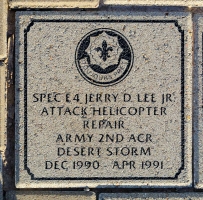 SPEC E4 JERRY D. LEE JR.
ATTACK HELICOPTER
REPAIR
ARMY 2ND ACR
DESERT STORM
DEC 1990 APR 1991